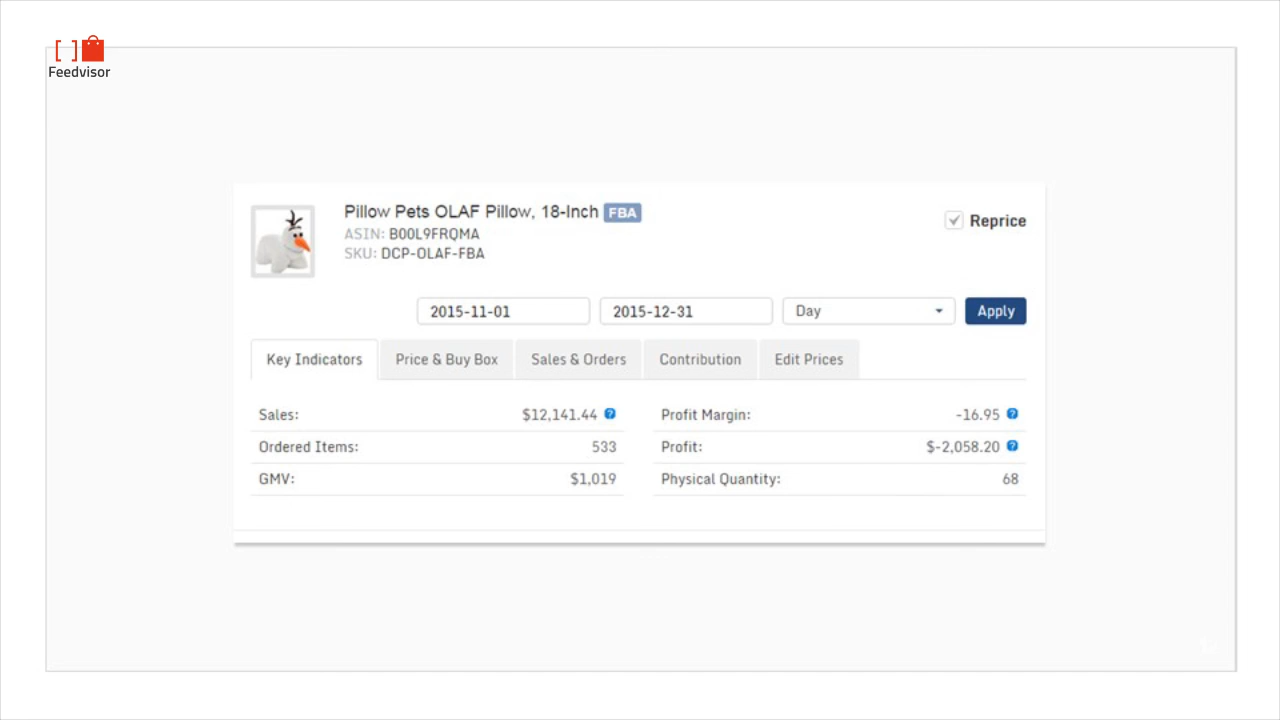 [ ]
Feedvisor
Pillow Pets OLAF Pillow, 18-Inch FBA
ASIN: B00L9FRQMA
SKU: DCP-OLAF-FBA
Reprice
2015-11-01 2015-12-31 Day Apply
Key Indicators Price & Buy Box Sales & Orders Contribution Edit Prices
Sales: $12,141.44 ? Profit Margin: -16.95 ?
Ordered Items: 533 Profit: $-2,058.20 ?
GMV: $1,019 Physical Quantity: 68